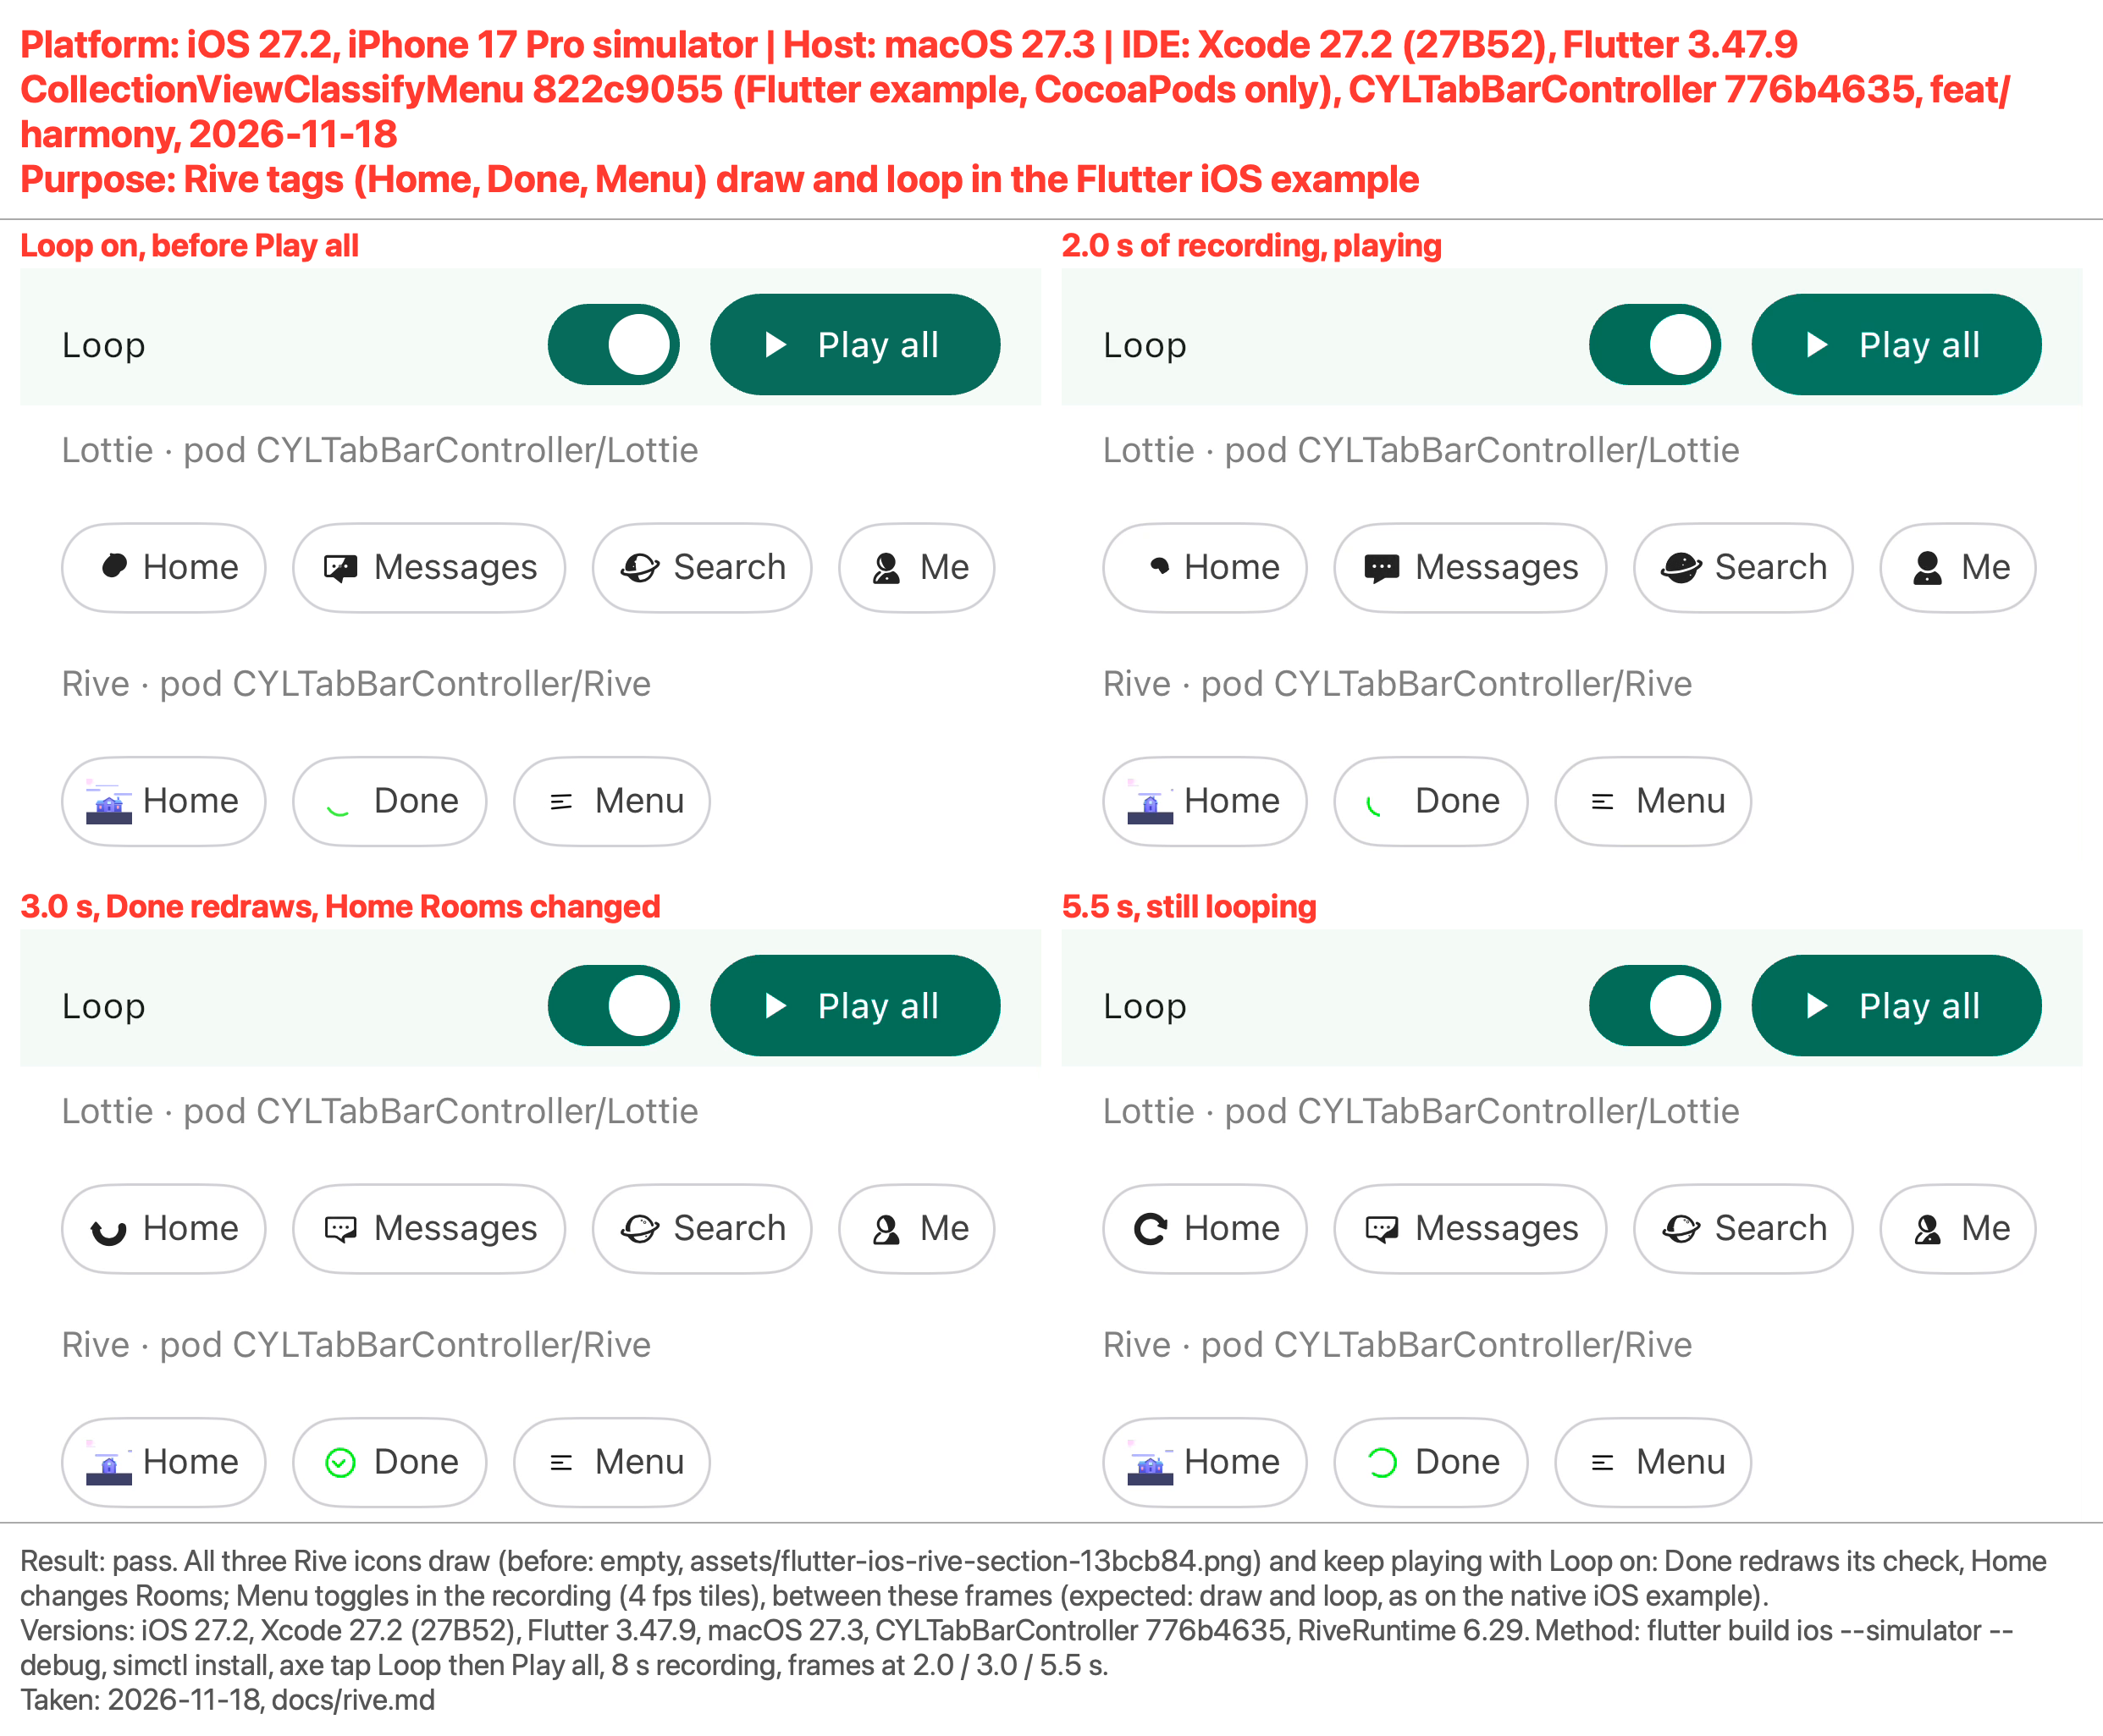 Platform: iOS 27.2, iPhone 17 Pro simulator | Host: macOS 27.3 | IDE: Xcode 27.2 (27B52), Flutter 3.47.9
CollectionViewClassifyMenu 822c9055 (Flutter example, CocoaPods only), CYLTabBarController 776b4635, feat/
harmony, 2026-11-18
Purpose: Rive tags (Home, Done, Menu) draw and loop in the Flutter iOS example
Loop on, before Play all
Loop
Play all
Lottie · pod CYLTabBarController/Lottie
Home
Messages
Search
Me
Rive · pod CYLTabBarController/Rive
Home
Done
Menu
2.0 s of recording, playing
Loop
Play all
Lottie · pod CYLTabBarController/Lottie
Home
Messages
Search
Me
Rive · pod CYLTabBarController/Rive
Home
Done
Menu
3.0 s, Done redraws, Home Rooms changed
Loop
Play all
Lottie · pod CYLTabBarController/Lottie
Home
Messages
Search
Me
Rive · pod CYLTabBarController/Rive
Home
Done
Menu
5.5 s, still looping
Loop
Play all
Lottie · pod CYLTabBarController/Lottie
Home
Messages
Search
Me
Rive · pod CYLTabBarController/Rive
Home
Done
Menu
Result: pass. All three Rive icons draw (before: empty, assets/flutter-ios-rive-section-13bcb84.png) and keep playing with Loop on: Done redraws its check, Home
changes Rooms; Menu toggles in the recording (4 fps tiles), between these frames (expected: draw and loop, as on the native iOS example).
Versions: iOS 27.2, Xcode 27.2 (27B52), Flutter 3.47.9, macOS 27.3, CYLTabBarController 776b4635, RiveRuntime 6.29. Method: flutter build ios --simulator --
debug, simctl install, axe tap Loop then Play all, 8 s recording, frames at 2.0 / 3.0 / 5.5 s.
Taken: 2026-11-18, docs/rive.md